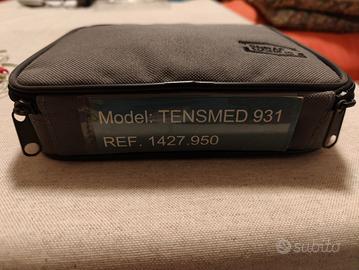 Model: TENSMED 931
REF. 1427.950
subito